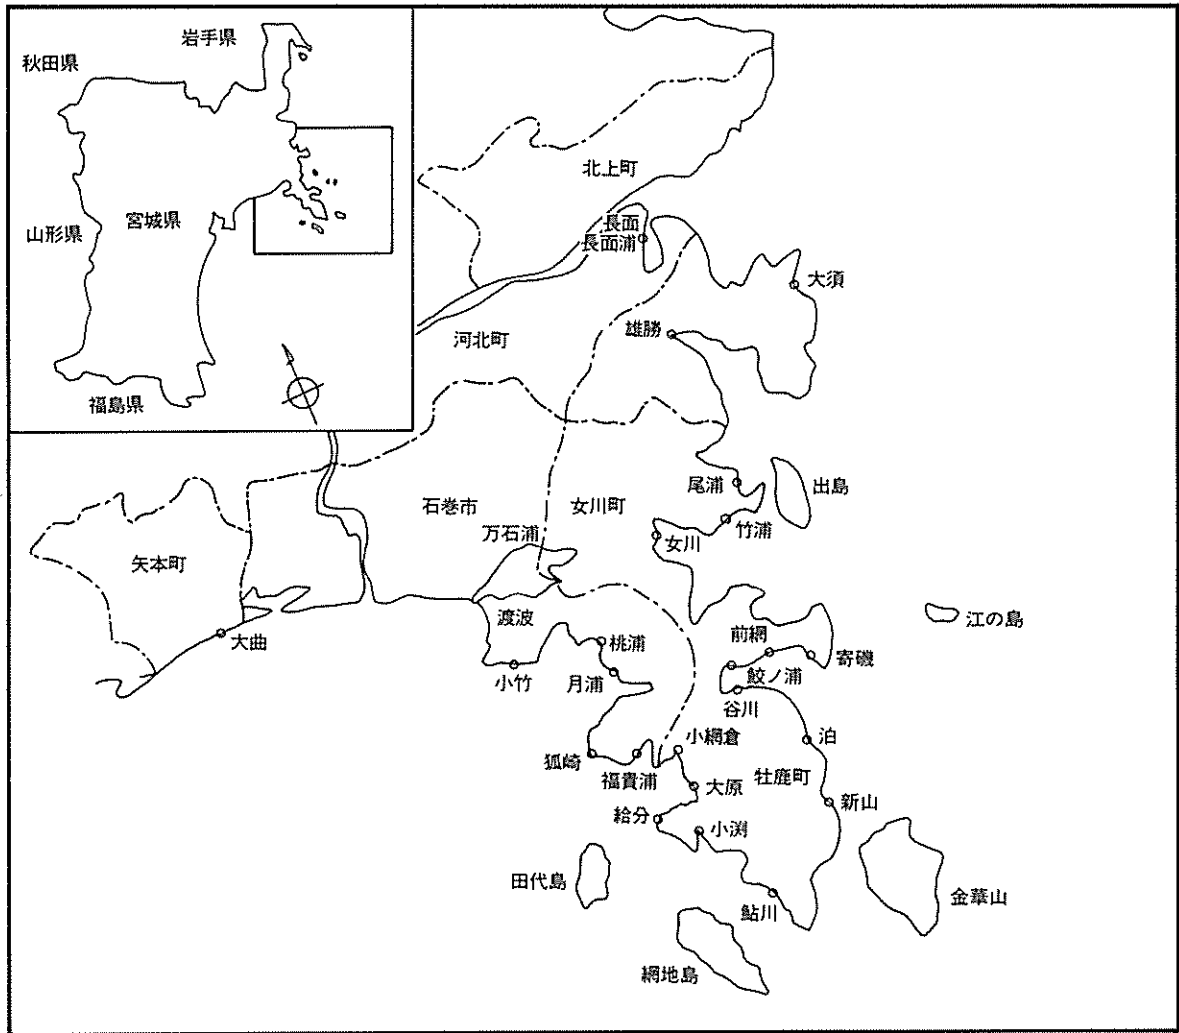 岩手県
秋田県
山形県
宮城県
福島県
北上町
長面
長面浦
大須
雄勝
河北町
尾浦
出島
石巻市
女川町
竹浦
万石浦
女川
矢本町
江の島
渡波
前網
大曲
桃浦
寄磯
小竹
月浦
鮫ノ浦
谷川
小網倉
泊
狐崎
福貴浦
牡鹿町
大原
新山
給分
小渕
田代島
鮎川
金華山
網地島